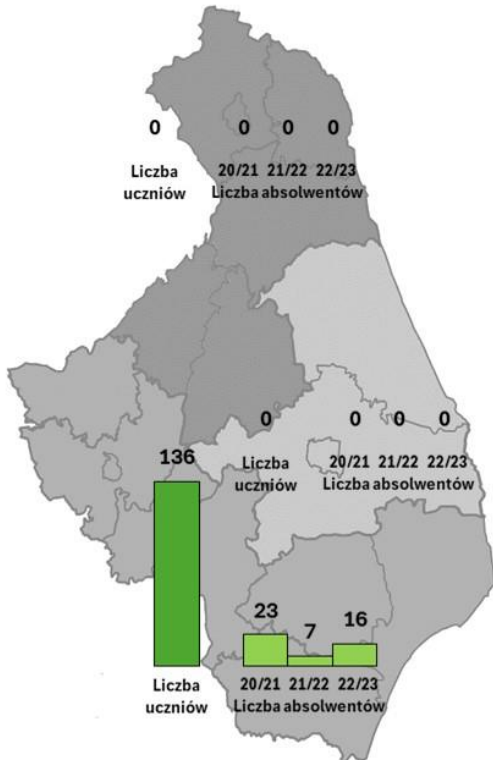 0 0 0 0
Liczba
uczniów
20/21 21/22 22/23
Liczba absolwentów
0 0 0 0
Liczba
uczniów
20/21 21/22 22/23
Liczba absolwentów
136
23 7 16
Liczba
uczniów
20/21 21/22 22/23
Liczba absolwentów